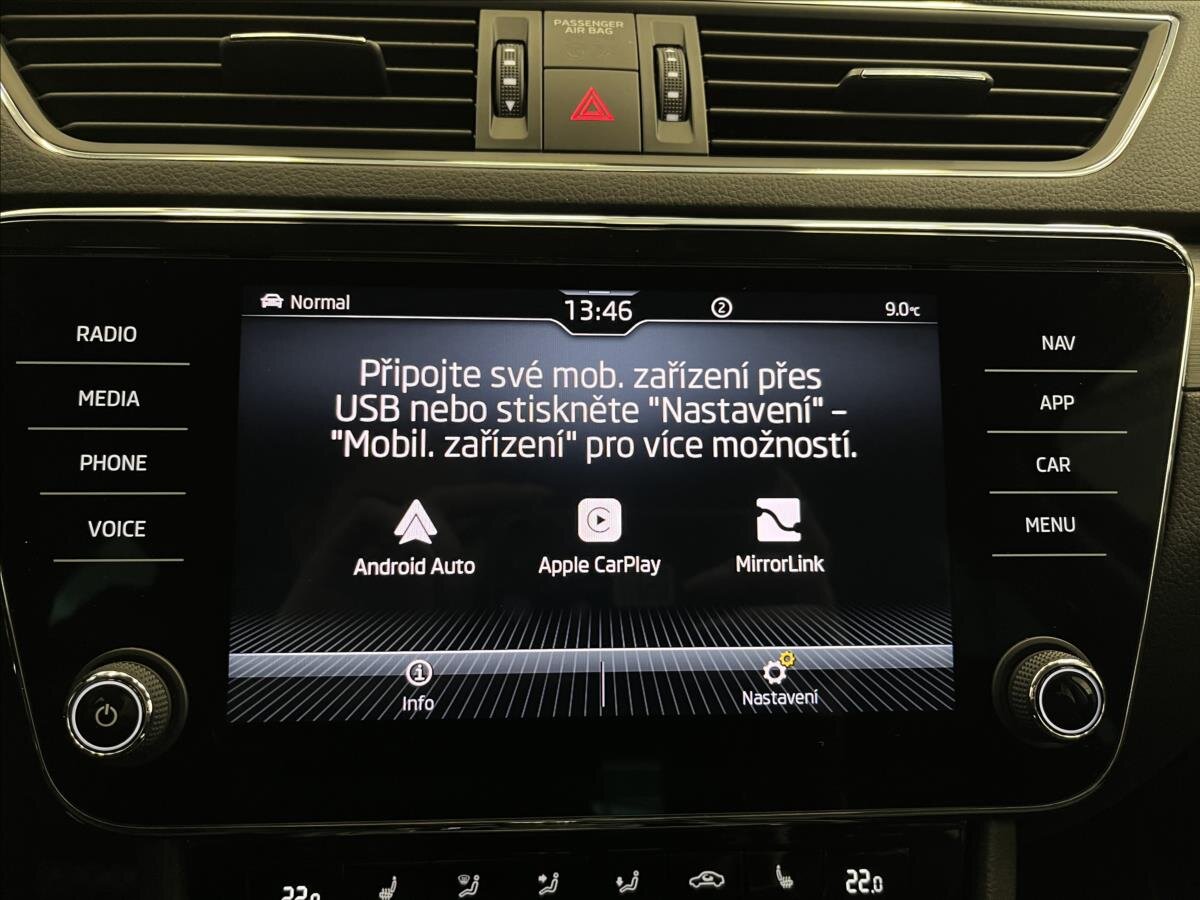 PASSENGER
AIR BAG
Normal
13:46
2
9.0°C
RADIO
MEDIA
PHONE
VOICE
NAV
APP
CAR
MENU
Připojte své mob. zařízení přes
USB nebo stiskněte "Nastavení" –
"Mobil. zařízení" pro více možností.
Android Auto
Apple CarPlay
MirrorLink
Info
Nastavení
22.0
22.0